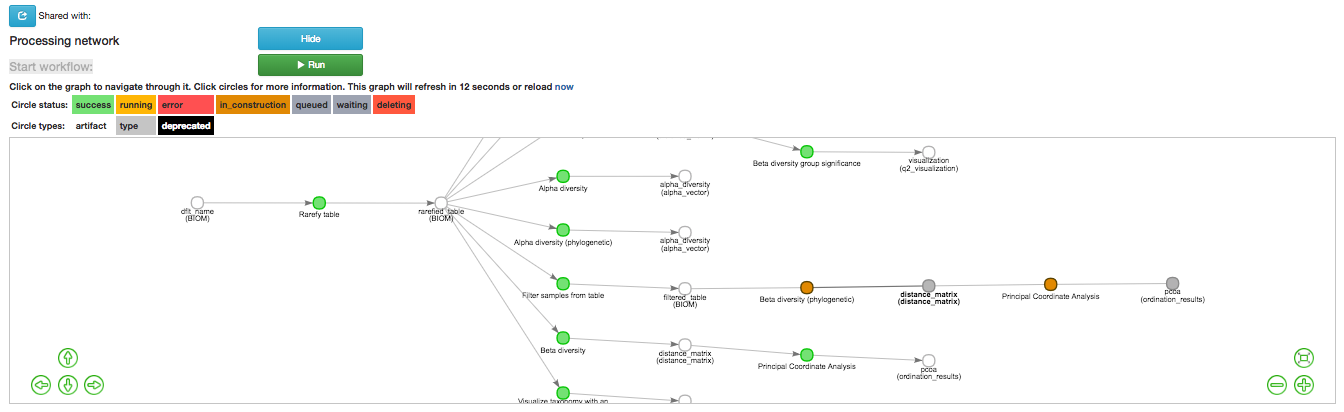 Shared with:
Processing network
Hide
Start workflow:
Run
Click on the graph to navigate through it. Click circles for more information. This graph will refresh in 12 seconds or reload now
Circle status: success running error in_construction queued waiting deleting
Circle types: artifact type deprecated
Beta diversity group significance
visualization
(q2_visualization)
Alpha diversity
alpha_diversity
(alpha_vector)
dflt_name
(BIOM)
Rarefy table
rarefied_table
(BIOM)
Alpha diversity (phylogenetic)
alpha_diversity
(alpha_vector)
Filter samples from table
filtered_table
(BIOM)
Beta diversity (phylogenetic)
distance_matrix
(distance_matrix)
Principal Coordinate Analysis
pcoa
(ordination_results)
Beta diversity
distance_matrix
(distance_matrix)
Principal Coordinate Analysis
pcoa
(ordination_results)
Visualize taxonomy with an